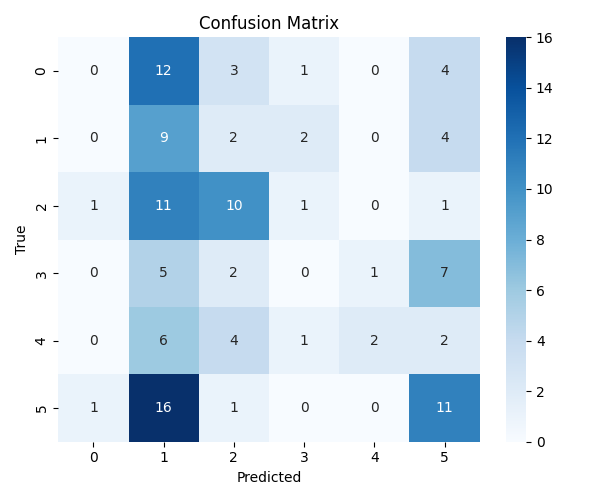 Confusion Matrix
True
0 0 12 3 1 0 4
1 0 9 2 2 0 4
2 1 11 10 1 0 1
3 0 5 2 0 1 7
4 0 6 4 1 2 2
5 1 16 1 0 0 11
0 1 2 3 4 5
Predicted
16
14
12
10
8
6
4
2
0